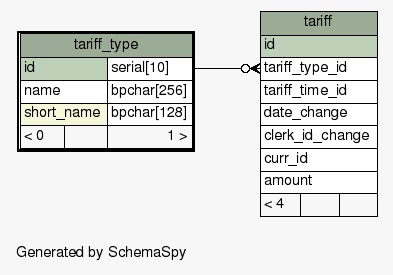 tariff_type
id serial[10]
name bpchar[256]
short_name bpchar[128]
< 0 1 >
tariff
id
tariff_type_id
tariff_time_id
date_change
clerk_id_change
curr_id
amount
< 4
Generated by SchemaSpy